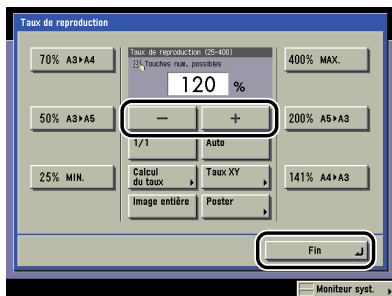 Taux de reproduction
70% A3▸A4
Taux de reproduction (25-400)
Touches num. possibles
120 %
400% MAX.
50% A3▸A5
－ ＋
200% A5▸A3
1/1 Auto
25% MIN.
Calcul du taux
Taux XY
141% A4▸A3
Image entière Poster
Fin
Moniteur syst.